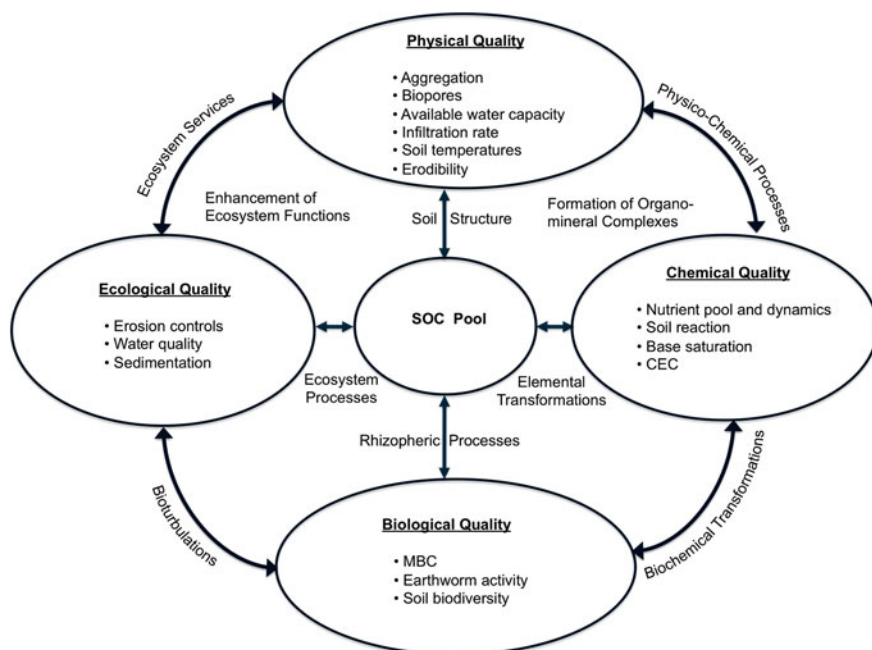 Physical Quality
• Aggregation
• Biopores
• Available water capacity
• Infiltration rate
• Soil temperatures
• Erodibility
Ecosystem Services
Physico-Chemical Processes
Enhancement of
Ecosystem Functions
Formation of Organo-
mineral Complexes
Soil Structure
Ecological Quality
• Erosion controls
• Water quality
• Sedimentation
SOC Pool
Chemical Quality
• Nutrient pool and dynamics
• Soil reaction
• Base saturation
• CEC
Ecosystem
Processes
Elemental
Transformations
Rhizopheric Processes
Bioturbulations
Biochemical Transformations
Biological Quality
• MBC
• Earthworm activity
• Soil biodiversity